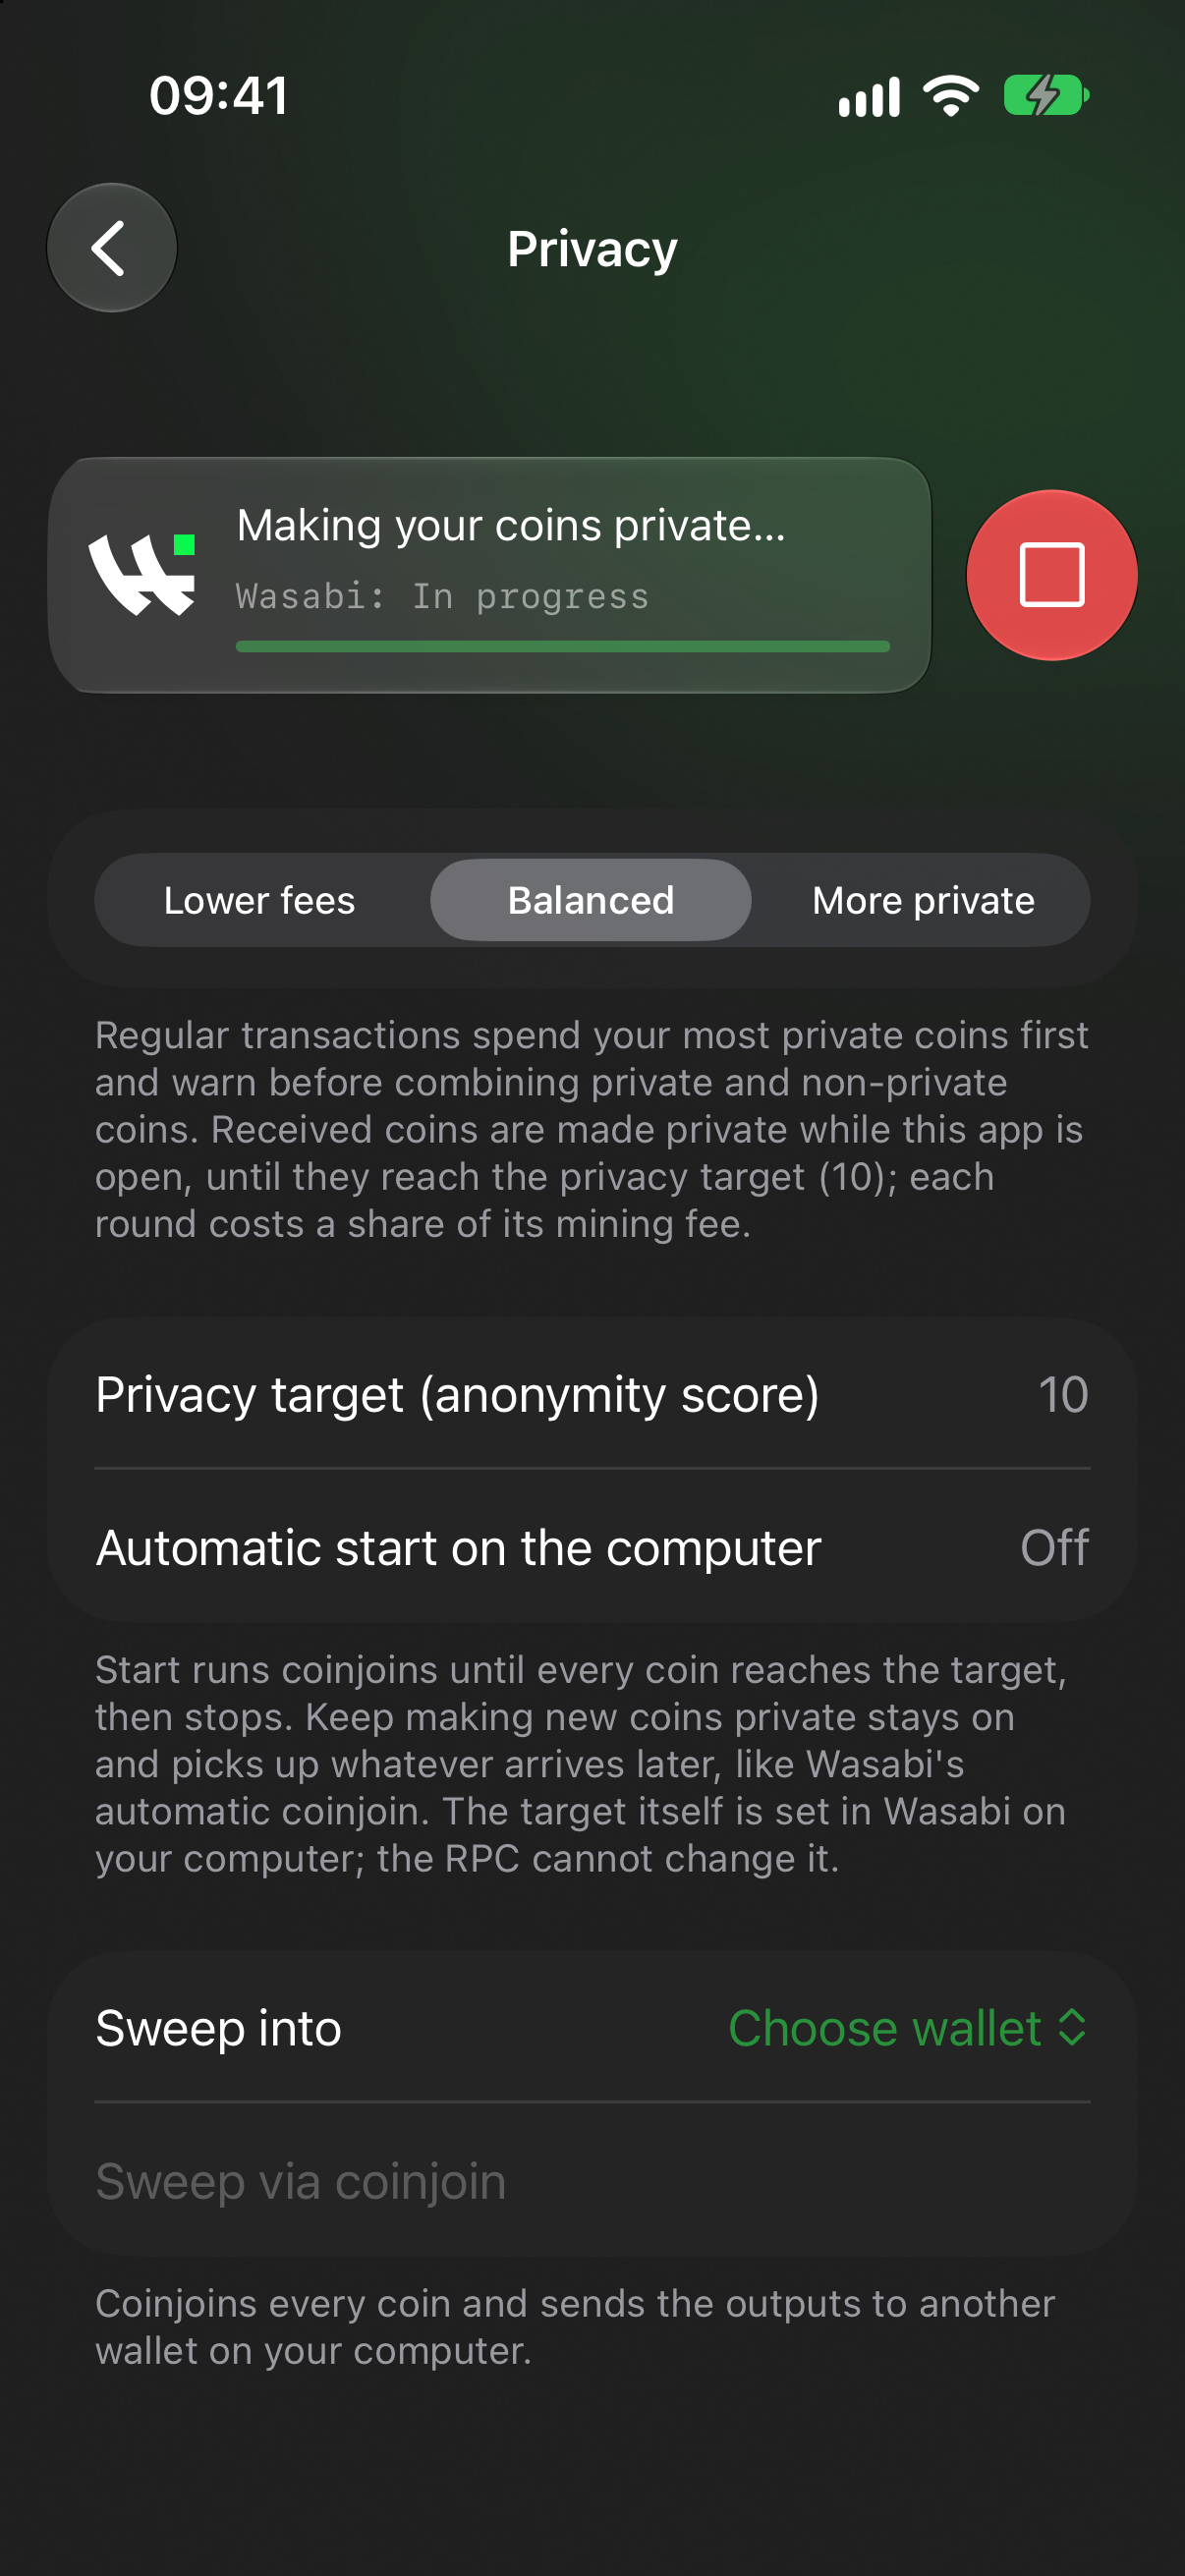 09:41
Privacy
Making your coins private...
Wasabi: In progress
Lower fees
Balanced
More private
Regular transactions spend your most private coins first
and warn before combining private and non-private
coins. Received coins are made private while this app is
open, until they reach the privacy target (10); each
round costs a share of its mining fee.
Privacy target (anonymity score)
10
Automatic start on the computer
Off
Start runs coinjoins until every coin reaches the target,
then stops. Keep making new coins private stays on
and picks up whatever arrives later, like Wasabi's
automatic coinjoin. The target itself is set in Wasabi on
your computer; the RPC cannot change it.
Sweep into
Choose wallet
Sweep via coinjoin
Coinjoins every coin and sends the outputs to another
wallet on your computer.